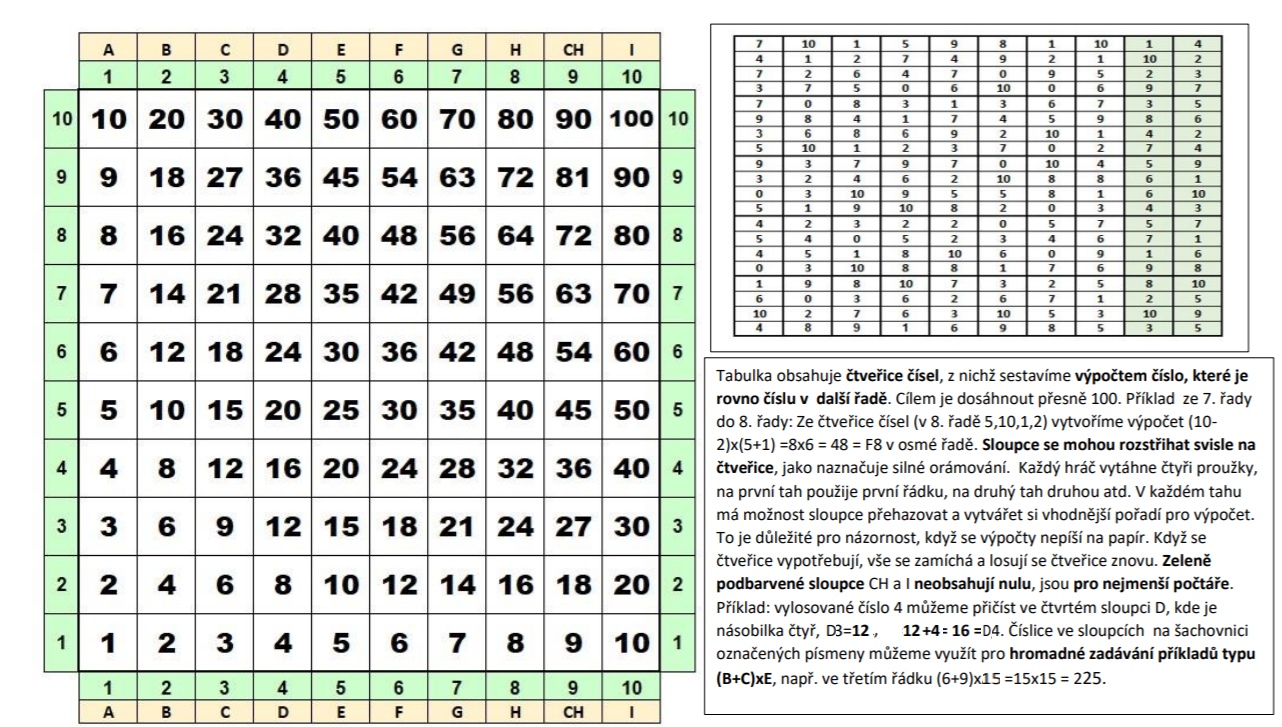 A B C D E F G H CH I
1 2 3 4 5 6 7 8 9 10
10 10 20 30 40 50 60 70 80 90 100 10
9 9 18 27 36 45 54 63 72 81 90 9
8 8 16 24 32 40 48 56 64 72 80 8
7 7 14 21 28 35 42 49 56 63 70 7
6 6 12 18 24 30 36 42 48 54 60 6
5 5 10 15 20 25 30 35 40 45 50 5
4 4 8 12 16 20 24 28 32 36 40 4
3 3 6 9 12 15 18 21 24 27 30 3
2 2 4 6 8 10 12 14 16 18 20 2
1 1 2 3 4 5 6 7 8 9 10 1
1 2 3 4 5 6 7 8 9 10
A B C D E F G H CH I
7 10 1 5 9 8 1 10 1 4
4 1 2 7 4 9 2 1 10 2
7 2 6 4 7 0 9 5 2 3
3 7 5 0 6 10 0 6 9 7
7 0 8 3 1 3 6 7 3 5
9 8 4 1 7 4 5 9 8 6
3 6 8 6 9 2 10 1 4 2
5 10 1 2 3 7 0 2 7 4
9 3 7 9 7 0 10 4 5 9
3 2 4 6 2 10 8 8 6 1
0 3 10 9 5 5 8 1 6 10
5 1 9 10 8 2 0 3 4 3
4 2 3 2 2 0 5 7 5 7
5 4 0 5 2 3 4 6 7 1
4 5 1 8 10 6 0 9 1 6
0 3 10 8 8 1 7 6 9 8
1 9 8 10 7 3 2 5 8 10
6 0 3 6 2 6 7 1 2 5
10 2 7 6 3 10 5 3 10 9
4 8 9 1 6 9 8 5 3 5
Tabulka obsahuje čtveřice čísel, z nichž sestavíme výpočtem číslo, které je
rovno číslu v další řadě. Cílem je dosáhnout přesně 100. Příklad ze 7. řady
do 8. řady: Ze čtveřice čísel (v 8. řadě 5,10,1,2) vytvoříme výpočet (10-
2)x(5+1) =8x6 = 48 = F8 v osmé řadě. Sloupce se mohou rozstřihat svisle na
čtveřice, jako naznačuje silné orámování. Každý hráč vytáhne čtyři proužky,
na první tah použije první řádku, na druhý tah druhou atd. V každém tahu
má možnost sloupce přehazovat a vytvářet si vhodnější pořadí pro výpočet.
To je důležité pro názornost, když se výpočty nepíší na papír. Když se
čtveřice vypotřebují, vše se zamíchá a losují se čtveřice znovu. Zeleně
podbarvené sloupce CH a I neobsahují nulu, jsou pro nejmenší počtáře.
Příklad: vylosované číslo 4 můžeme přičíst ve čtvrtém sloupci D, kde je
násobilka čtyř, D3=12 , 12+4= 16 =D4. Číslice ve sloupcích na šachovnici
označených písmeny můžeme využít pro hromadné zadávání příkladů typu
(B+C)xE, např. ve třetím řádku (6+9)x15 =15x15 = 225.